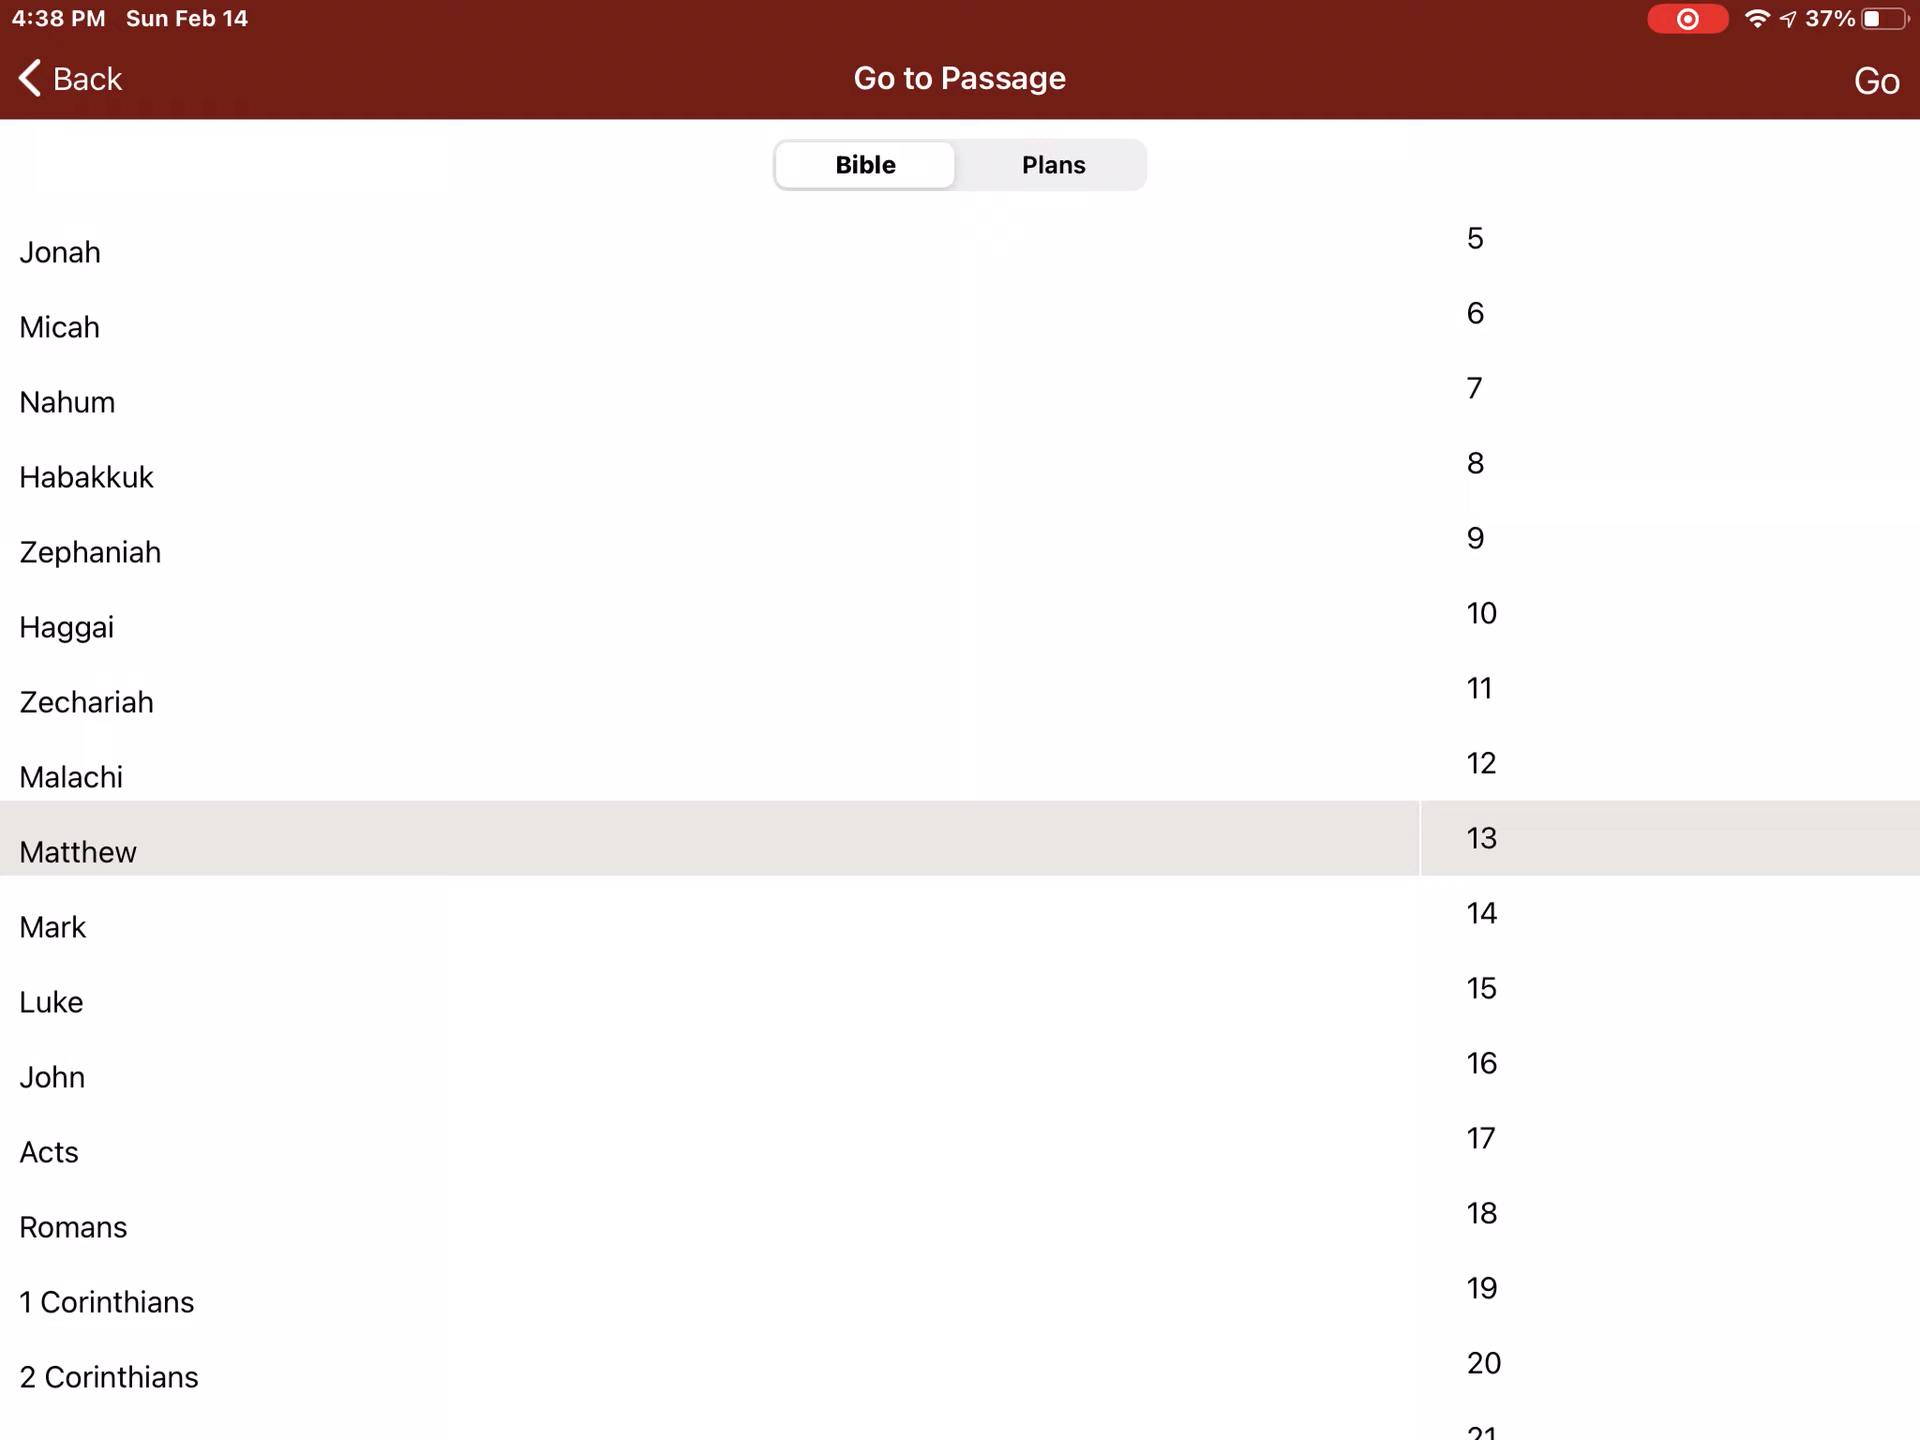 4:38 PM Sun Feb 14 37%
Back Go to Passage Go
Bible Plans
Jonah
Micah
Nahum
Habakkuk
Zephaniah
Haggai
Zechariah
Malachi
Matthew
Mark
Luke
John
Acts
Romans
1 Corinthians
2 Corinthians
5
6
7
8
9
10
11
12
13
14
15
16
17
18
19
20
21